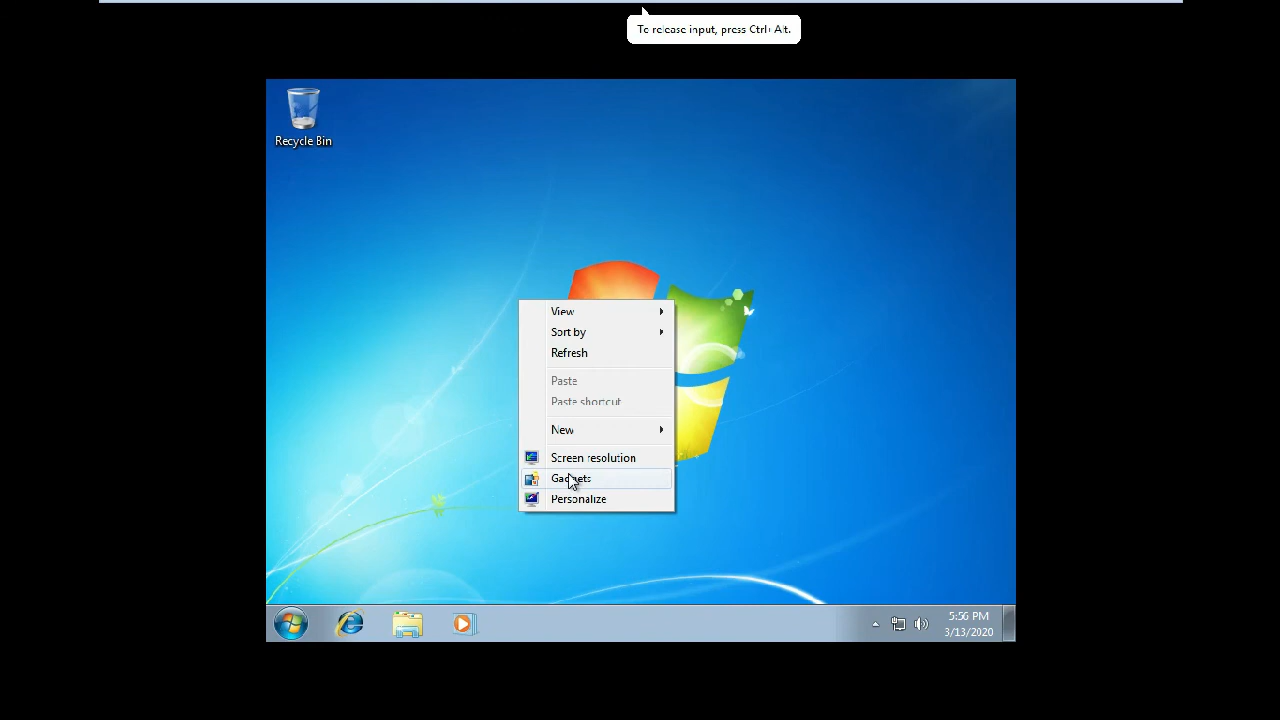 To release input, press Ctrl+Alt.
Recycle Bin
View
Sort by
Refresh
Paste
Paste shortcut
New
Screen resolution
Gadgets
Personalize
5:56 PM
3/13/2020